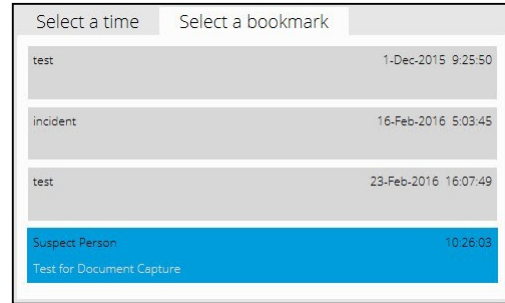 Select a time Select a bookmark
test 1-Dec-2015 9:25:50
incident 16-Feb-2016 5:03:45
test 23-Feb-2016 16:07:49
Suspect Person 10:26:03
Test for Document Capture